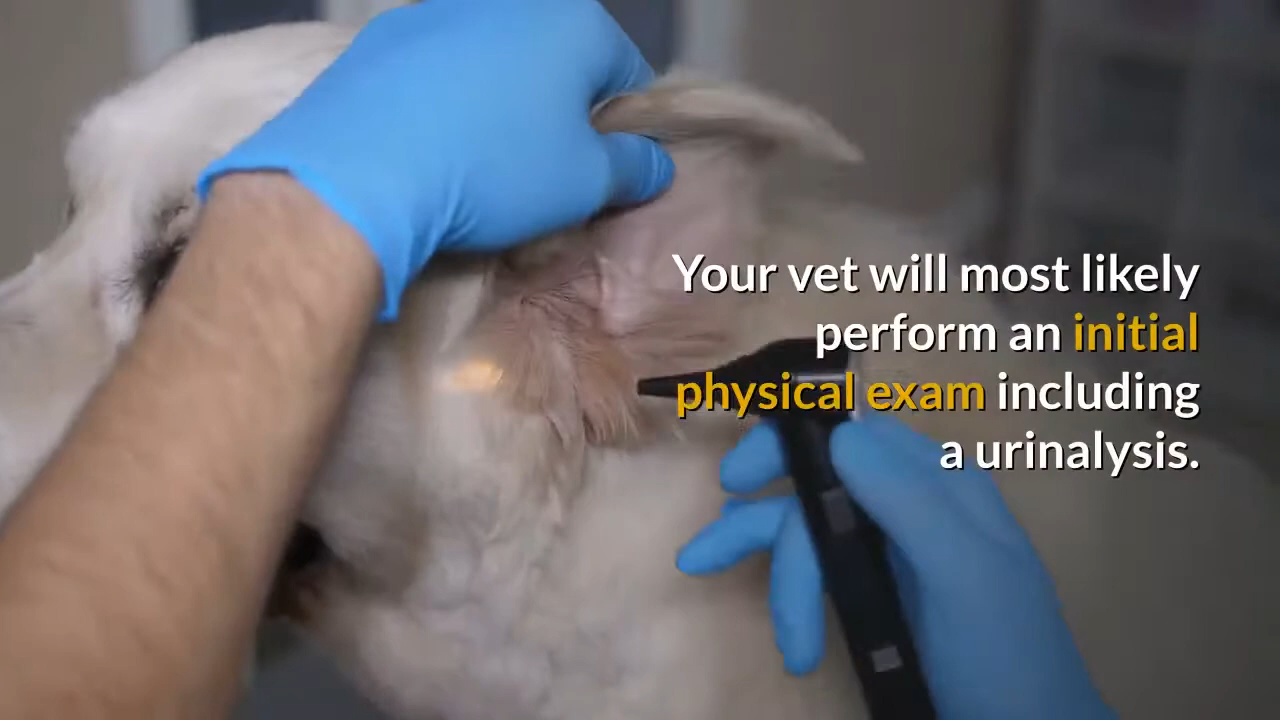 Your vet will most likely
perform an initial
physical exam including
a urinalysis.